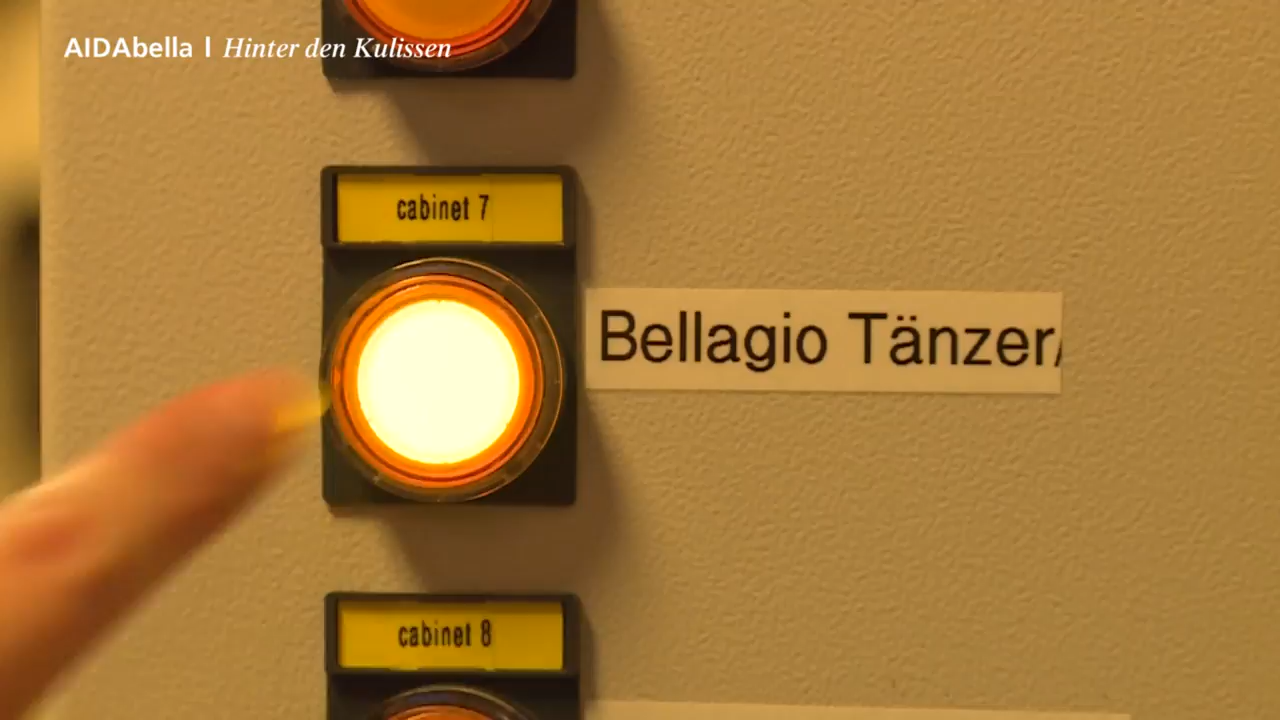 AIDAbella | Hinter den Kulissen
cabinet 7
Bellagio Tänzer/
cabinet 8